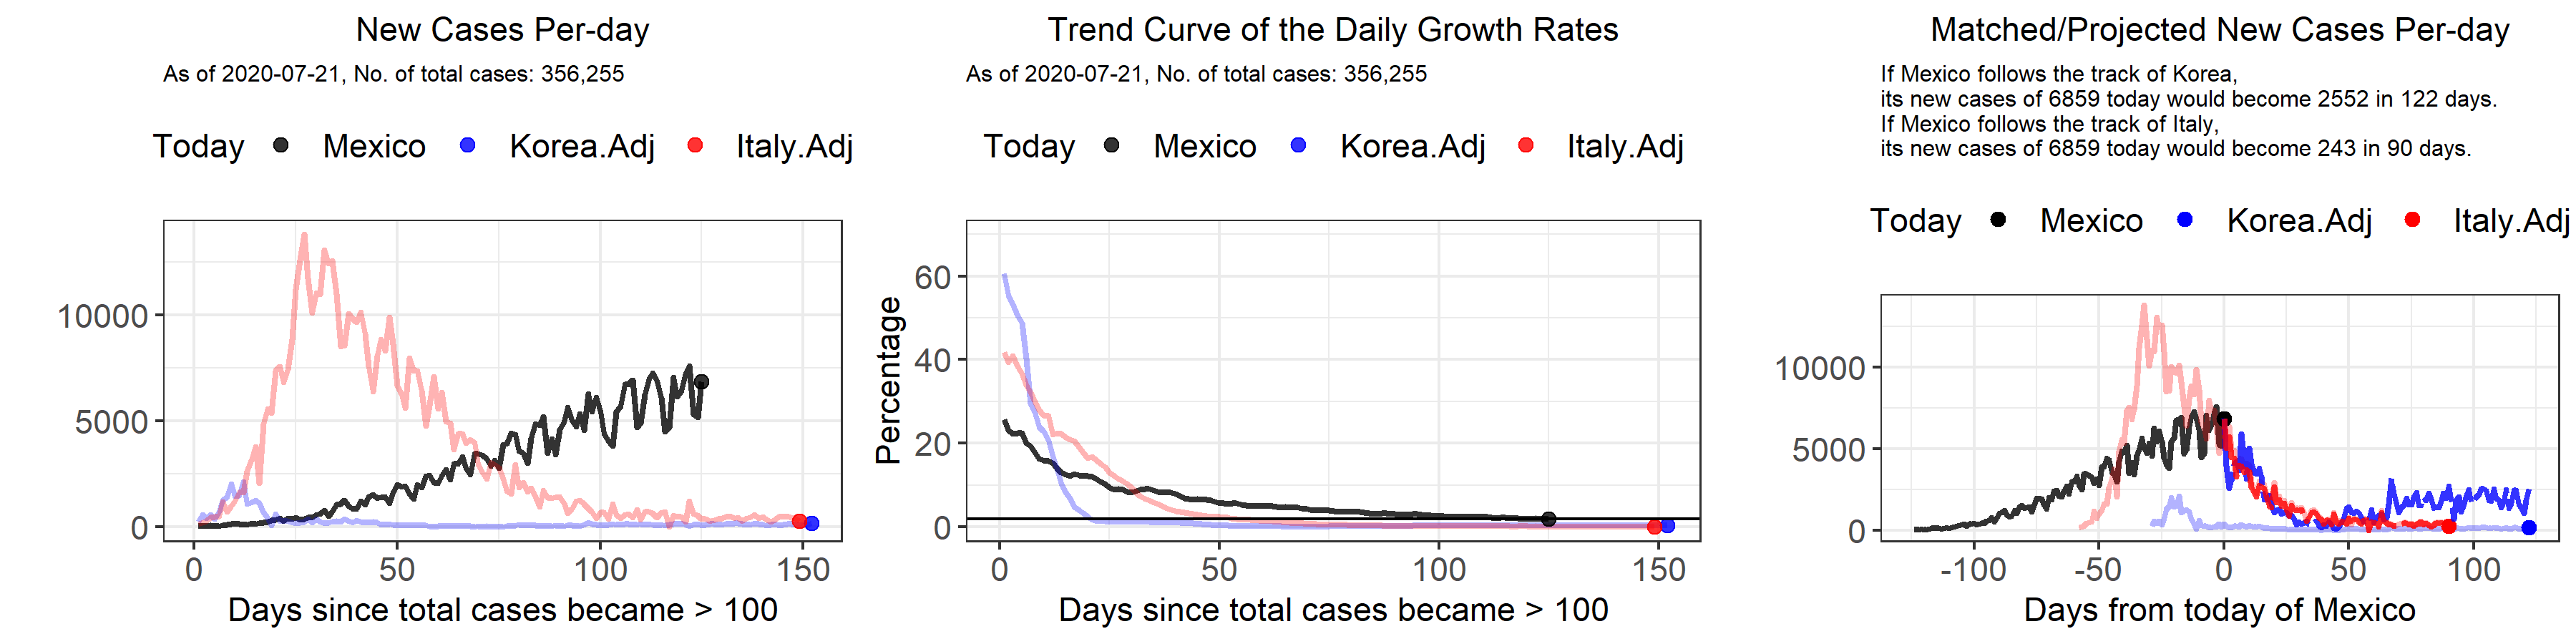 New Cases Per-day
As of 2020-07-21, No. of total cases: 356,255
Today Mexico Korea.Adj Italy.Adj
10000
5000
0
0 50 100 150
Days since total cases became > 100
Trend Curve of the Daily Growth Rates
As of 2020-07-21, No. of total cases: 356,255
Today Mexico Korea.Adj Italy.Adj
Percentage
60
40
20
0
0 50 100 150
Days since total cases became > 100
Matched/Projected New Cases Per-day
If Mexico follows the track of Korea,
its new cases of 6859 today would become 2552 in 122 days.
If Mexico follows the track of Italy,
its new cases of 6859 today would become 243 in 90 days.
Today Mexico Korea.Adj Italy.Adj
10000
5000
0
-100 -50 0 50 100
Days from today of Mexico